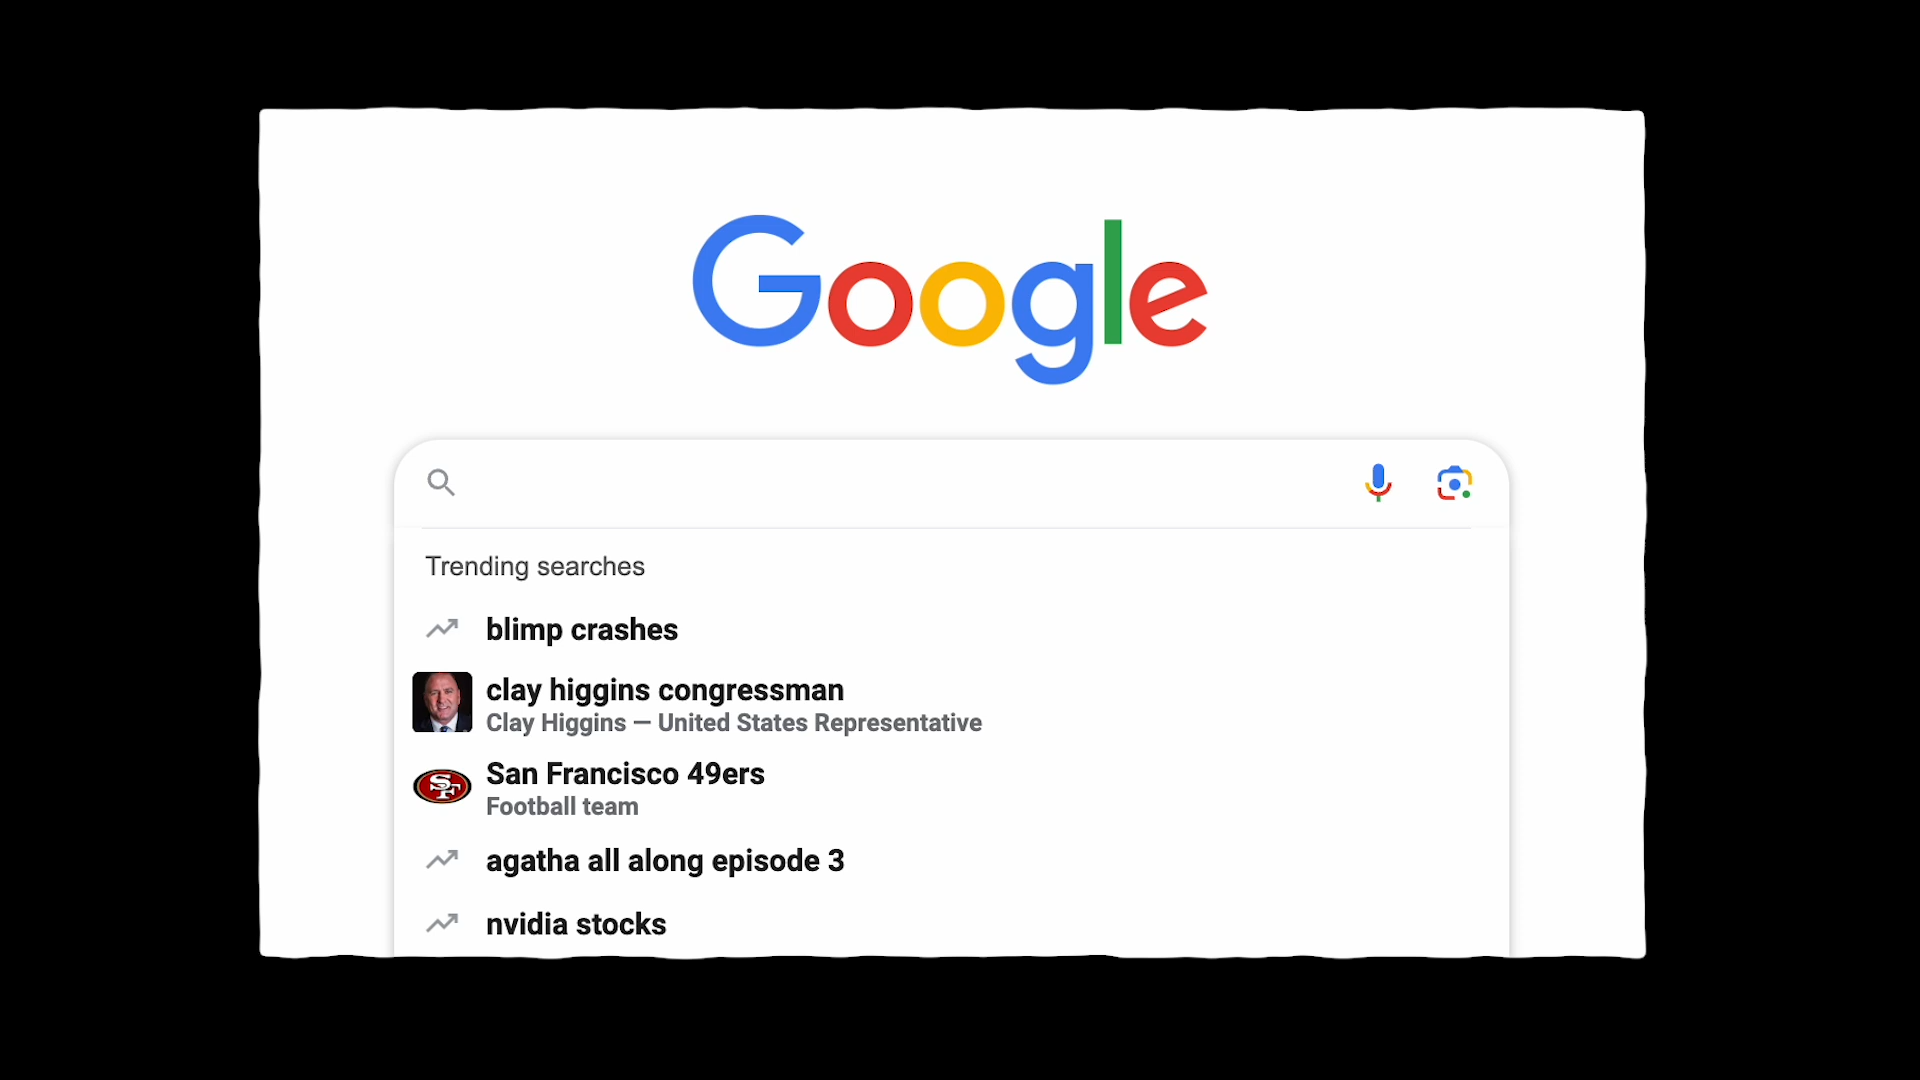 Google
Trending searches
blimp crashes
clay higgins congressman
Clay Higgins — United States Representative
SF
San Francisco 49ers
Football team
agatha all along episode 3
nvidia stocks